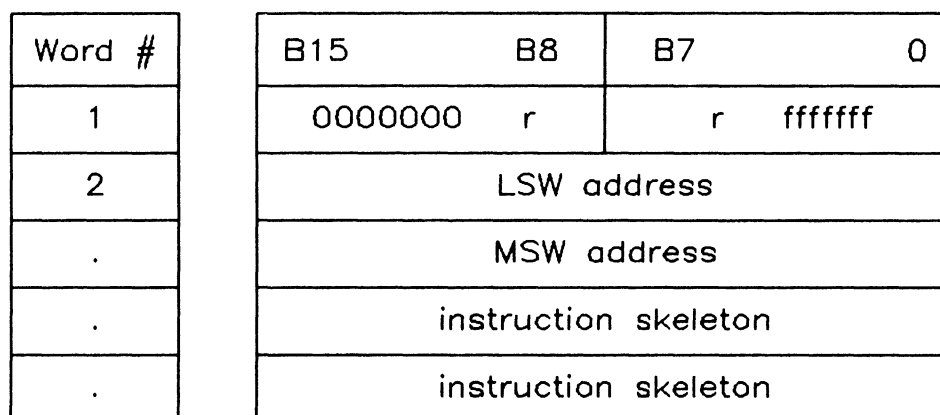 Word # B15 B8 B7 0
1 0000000 r r fffffff
2 LSW address
. MSW address
. instruction skeleton
. instruction skeleton